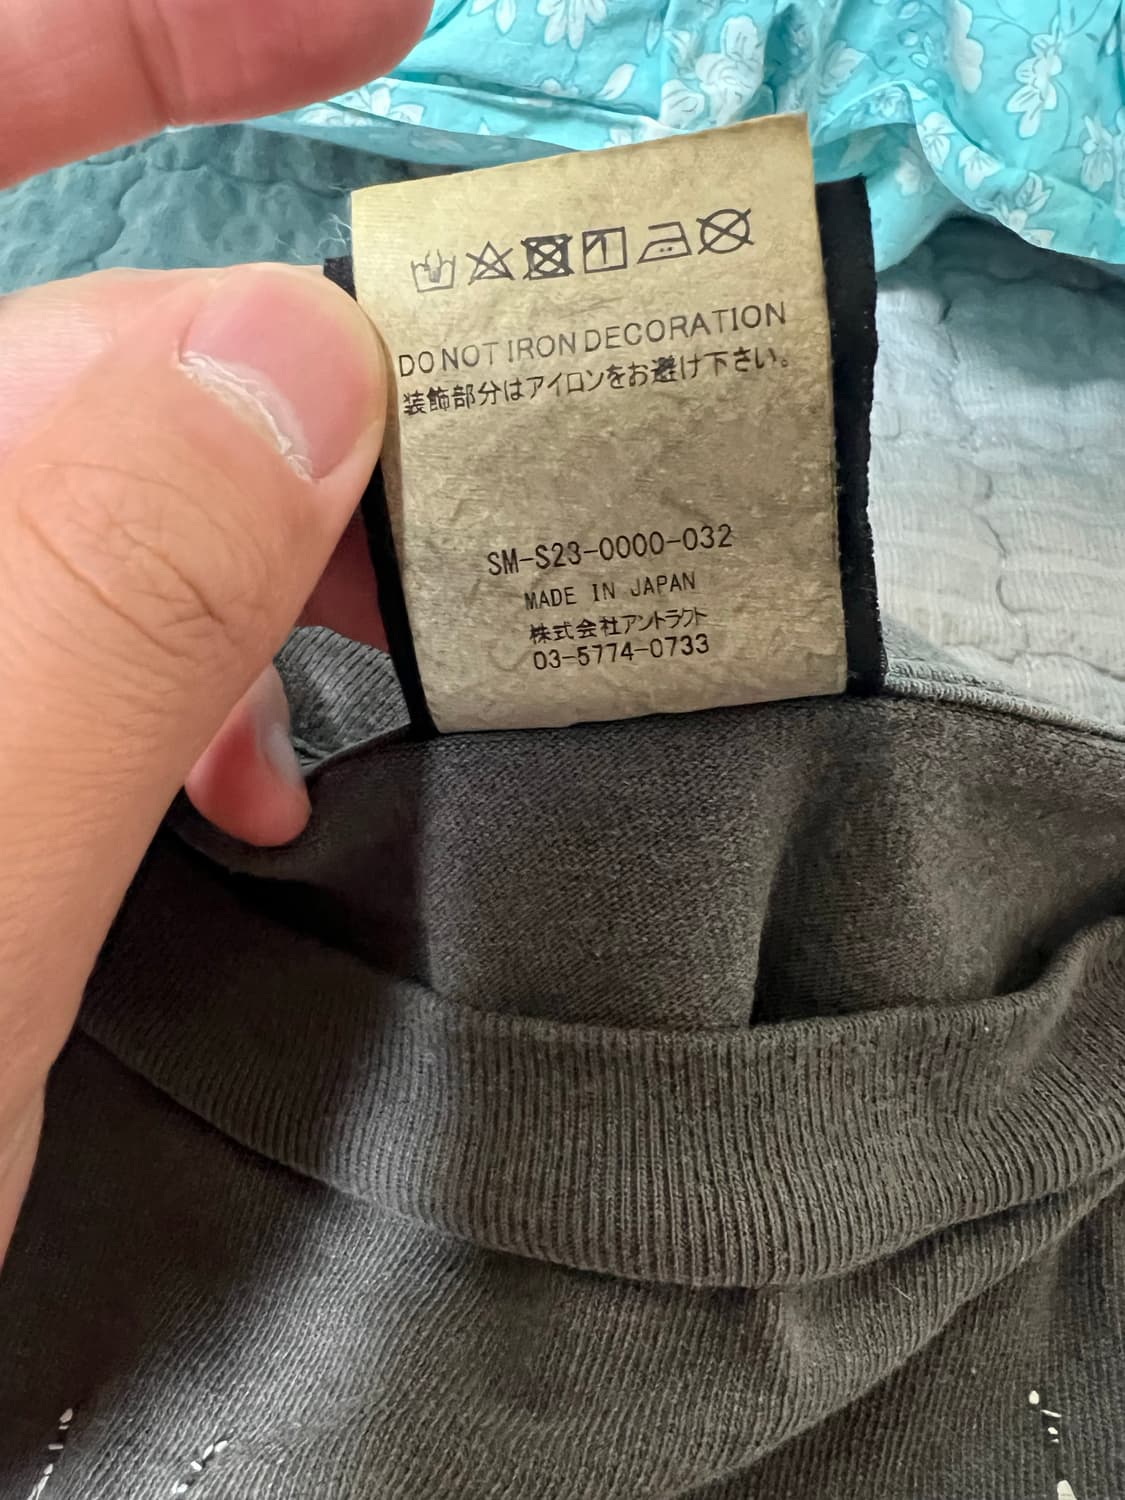 DO NOT IRON DECORATION
装飾部分はアイロンをお避け下さい。
SM-S23-0000-032
MADE IN JAPAN
株式会社アントラクト
03-5774-0733